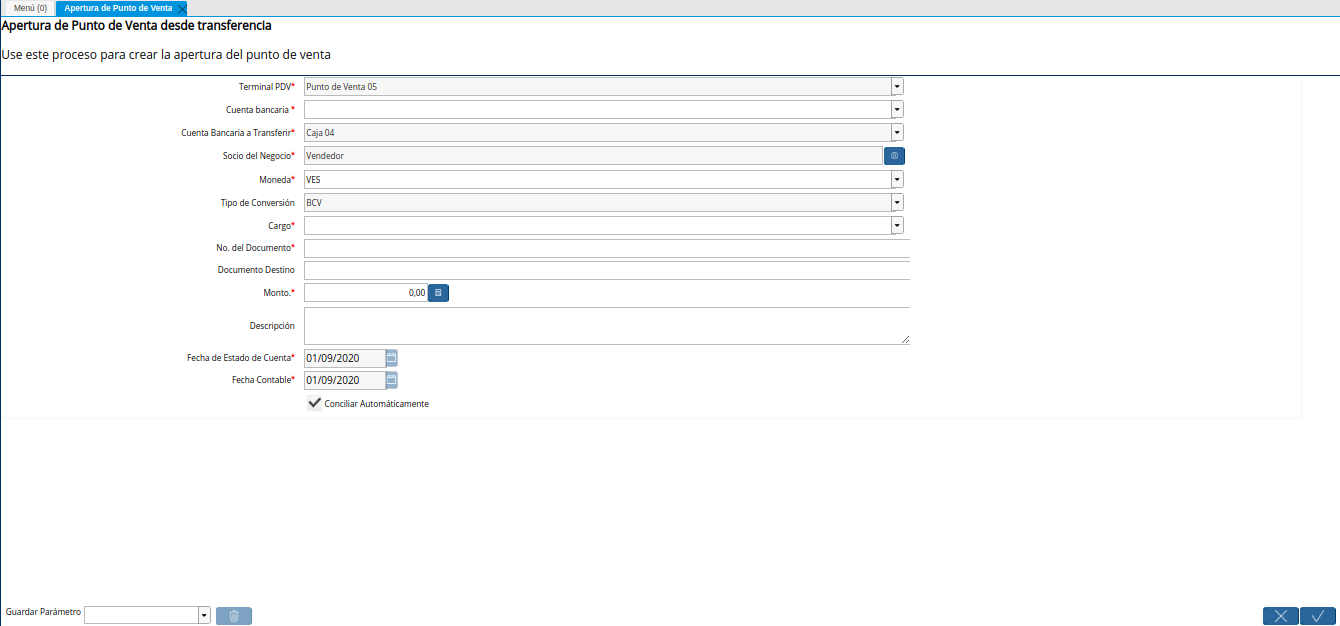 Menú (0) Apertura de Punto de Venta
Apertura de Punto de Venta desde transferencia
Use este proceso para crear la apertura del punto de venta
Terminal PDV* Punto de Venta 05
Cuenta bancaria *
Cuenta Bancaria a Transferir* Caja 04
Socio del Negocio* Vendedor
Moneda* VES
Tipo de Conversión BCV
Cargo*
No. del Documento*
Documento Destino
Monto.* 0,00
Descripción
Fecha de Estado de Cuenta* 01/09/2020
Fecha Contable* 01/09/2020
Conciliar Automáticamente
Guardar Parámetro